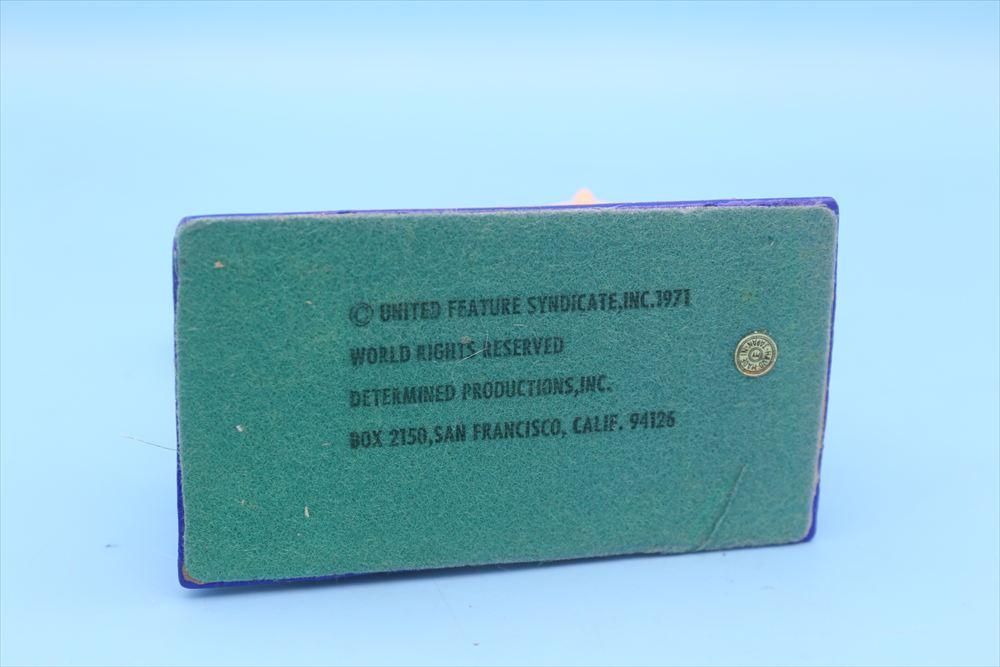 © UNITED FEATURE SYNDICATE,INC.1971
WORLD RIGHTS RESERVED
DETERMINED PRODUCTIONS,INC.
BOX 2150,SAN FRANCISCO, CALIF. 94126